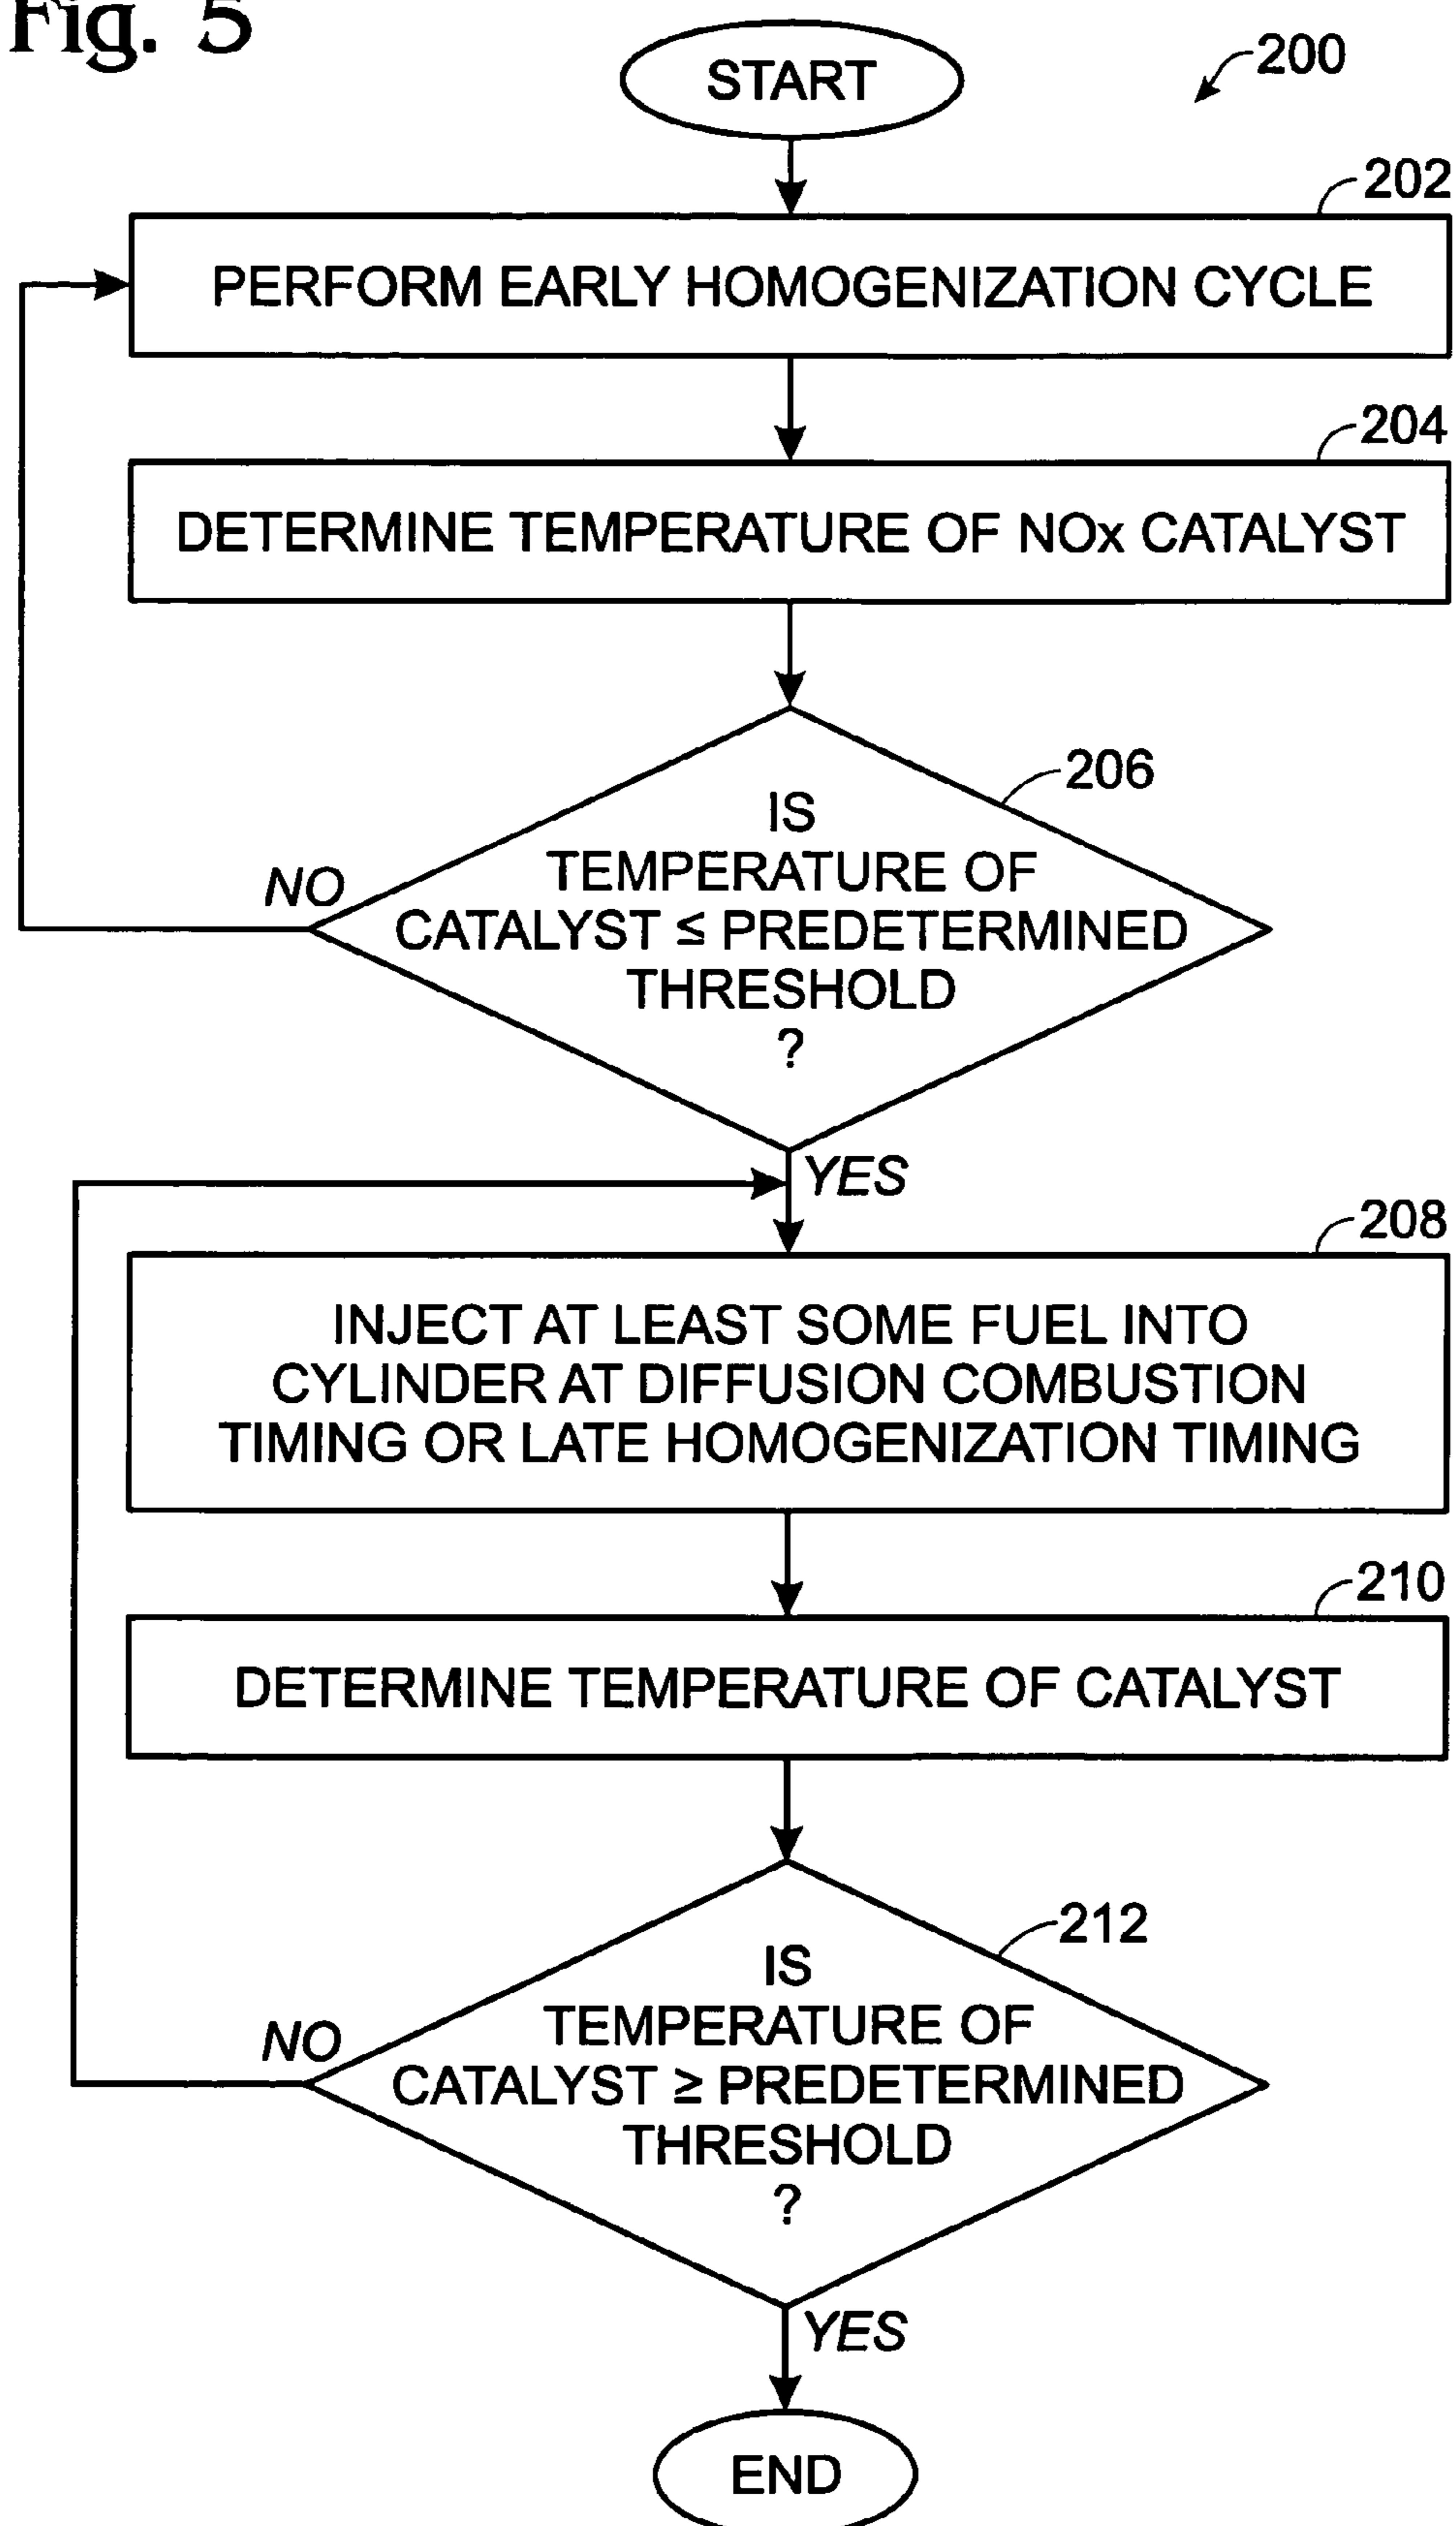 Fig. 5
START
200
202
PERFORM EARLY HOMOGENIZATION CYCLE
204
DETERMINE TEMPERATURE OF NOx CATALYST
206
IS
TEMPERATURE OF
CATALYST ≤ PREDETERMINED
THRESHOLD
?
NO
YES
208
INJECT AT LEAST SOME FUEL INTO
CYLINDER AT DIFFUSION COMBUSTION
TIMING OR LATE HOMOGENIZATION TIMING
210
DETERMINE TEMPERATURE OF CATALYST
212
IS
TEMPERATURE OF
CATALYST ≥ PREDETERMINED
THRESHOLD
?
NO
YES
END